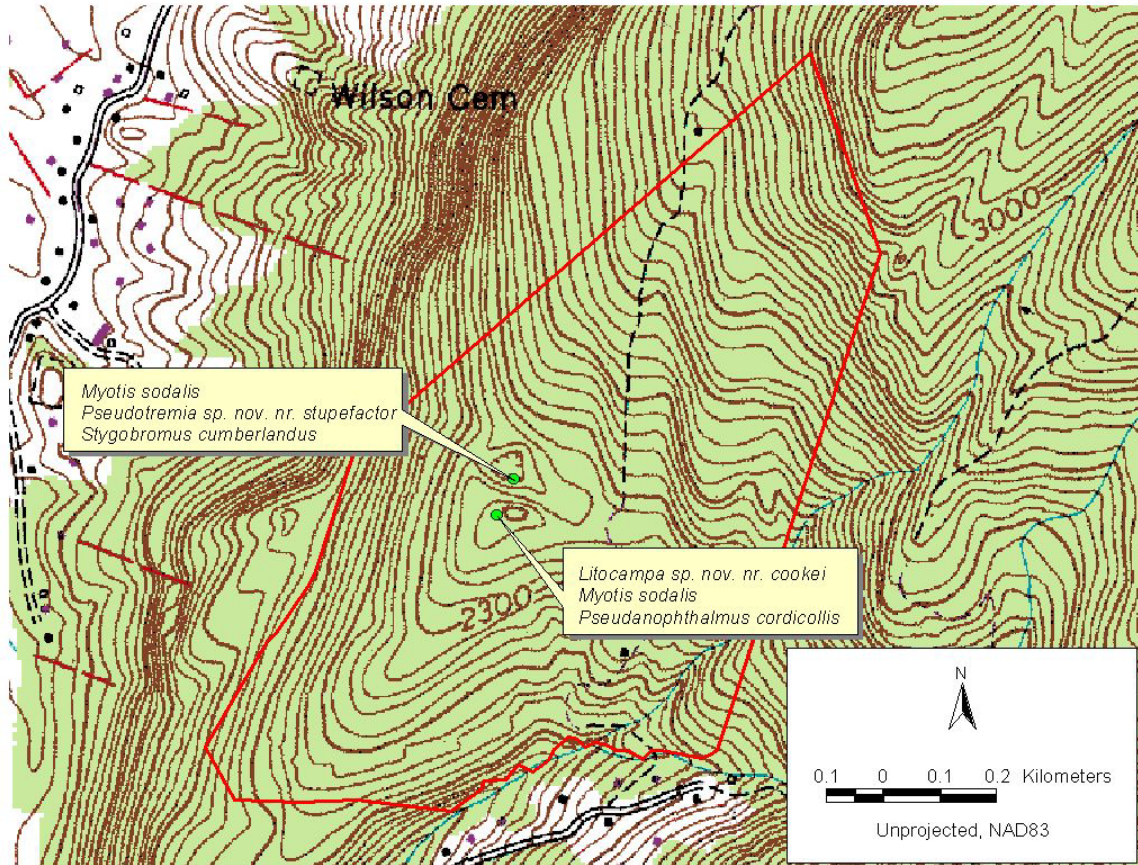 Wilson Cem
3000
Myotis sodalis
Pseudotremia sp. nov. nr. stupefactor
Stygobromus cumberlandus
Litocampa sp. nov. nr. cookei
Myotis sodalis
Pseudanophthalmus cordicollis
2300
N
0.1 0 0.1 0.2 Kilometers
Unprojected, NAD83